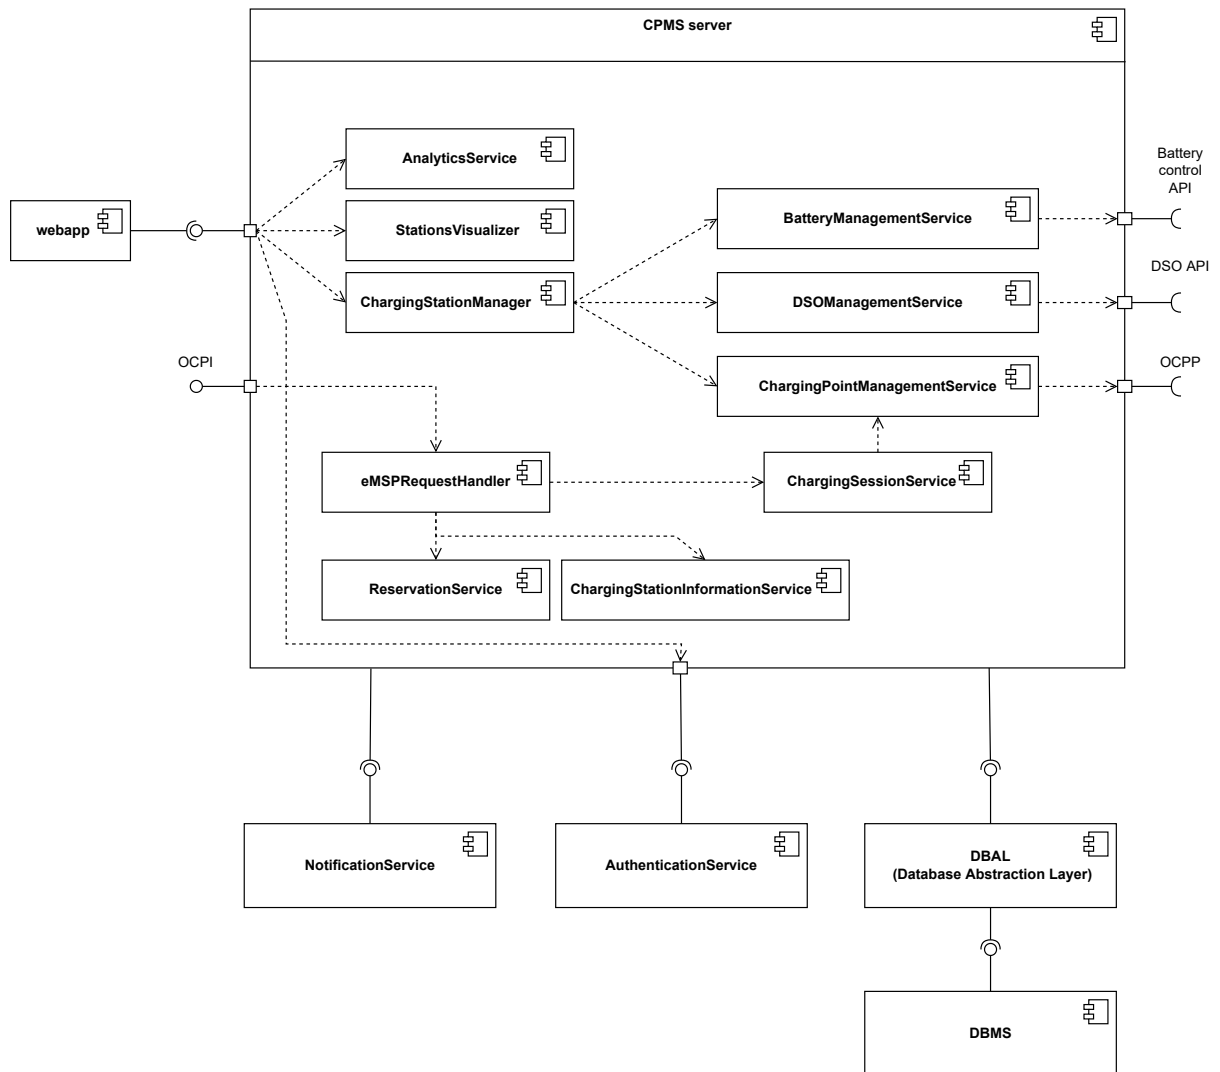 CPMS server
AnalyticsService
Battery
control
API
webapp
StationsVisualizer
BatteryManagementService
DSO API
ChargingStationManager
DSOManagementService
OCPI
OCPP
ChargingPointManagementService
eMSPRequestHandler
ChargingSessionService
ReservationService
ChargingStationInformationService
NotificationService
AuthenticationService
DBAL
(Database Abstraction Layer)
DBMS